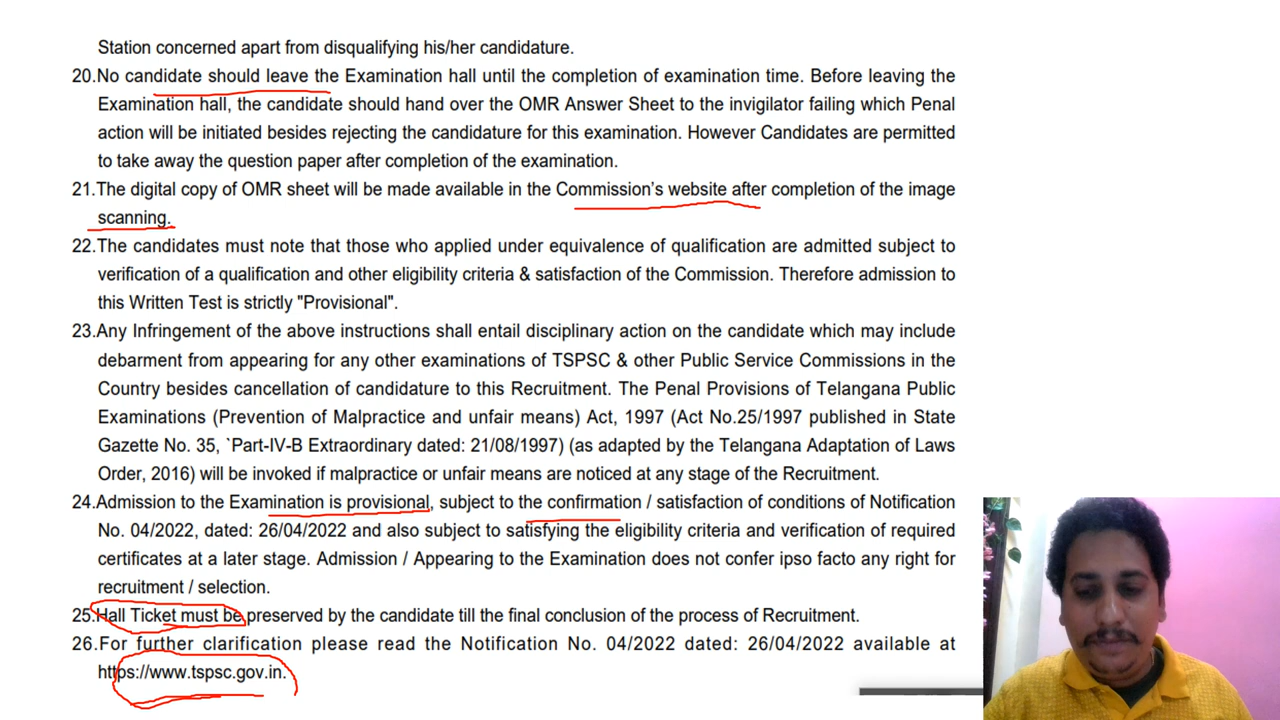 Station concerned apart from disqualifying his/her candidature.
20.No candidate should leave the Examination hall until the completion of examination time. Before leaving the
Examination hall, the candidate should hand over the OMR Answer Sheet to the invigilator failing which Penal
action will be initiated besides rejecting the candidature for this examination. However Candidates are permitted
to take away the question paper after completion of the examination.
21.The digital copy of OMR sheet will be made available in the Commission's website after completion of the image
scanning.
22.The candidates must note that those who applied under equivalence of qualification are admitted subject to
verification of a qualification and other eligibility criteria & satisfaction of the Commission. Therefore admission to
this Written Test is strictly "Provisional".
23.Any Infringement of the above instructions shall entail disciplinary action on the candidate which may include
debarment from appearing for any other examinations of TSPSC & other Public Service Commissions in the
Country besides cancellation of candidature to this Recruitment. The Penal Provisions of Telangana Public
Examinations (Prevention of Malpractice and unfair means) Act, 1997 (Act No.25/1997 published in State
Gazette No. 35, `Part-IV-B Extraordinary dated: 21/08/1997) (as adapted by the Telangana Adaptation of Laws
Order, 2016) will be invoked if malpractice or unfair means are noticed at any stage of the Recruitment.
24.Admission to the Examination is provisional, subject to the confirmation / satisfaction of conditions of Notification
No. 04/2022, dated: 26/04/2022 and also subject to satisfying the eligibility criteria and verification of required
certificates at a later stage. Admission / Appearing to the Examination does not confer ipso facto any right for
recruitment / selection.
25.Hall Ticket must be preserved by the candidate till the final conclusion of the process of Recruitment.
26.For further clarification please read the Notification No. 04/2022 dated: 26/04/2022 available at
https://www.tspsc.gov.in.